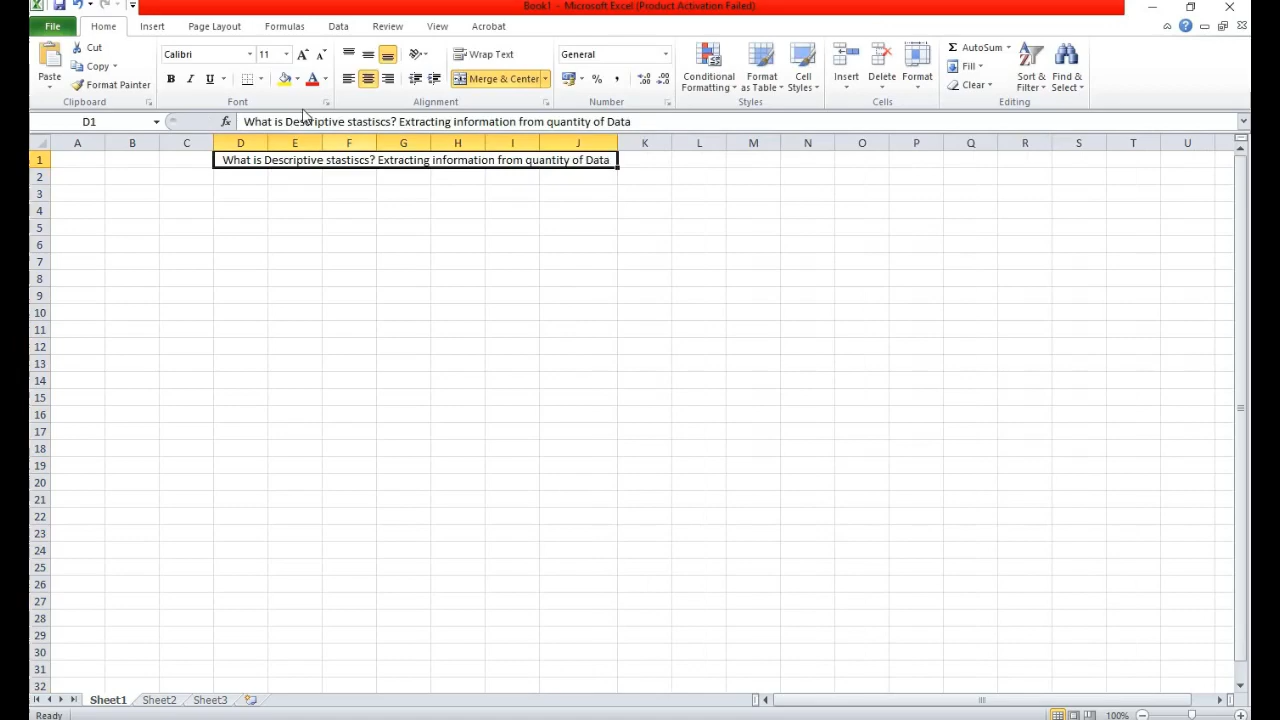 Book1 - Microsoft Excel (Product Activation Failed)
File Home Insert Page Layout Formulas Data Review View Acrobat
Paste Cut Copy Format Painter Clipboard
Calibri 11 B I U A A A Font
Wrap Text Merge & Center Alignment
General % , .0 .00 Number
Conditional Formatting Format as Table Cell Styles Styles
Insert Delete Format Cells
Σ AutoSum Fill Clear Sort & Filter Find & Select Editing
D1 fx What is Descriptive stastiscs? Extracting information from quantity of Data
A B C D E F G H I J K L M N O P Q R S T U
1 What is Descriptive stastiscs? Extracting information from quantity of Data
2
3
4
5
6
7
8
9
10
11
12
13
14
15
16
17
18
19
20
21
22
23
24
25
26
27
28
29
30
31
32
Sheet1 Sheet2 Sheet3
Ready 100%